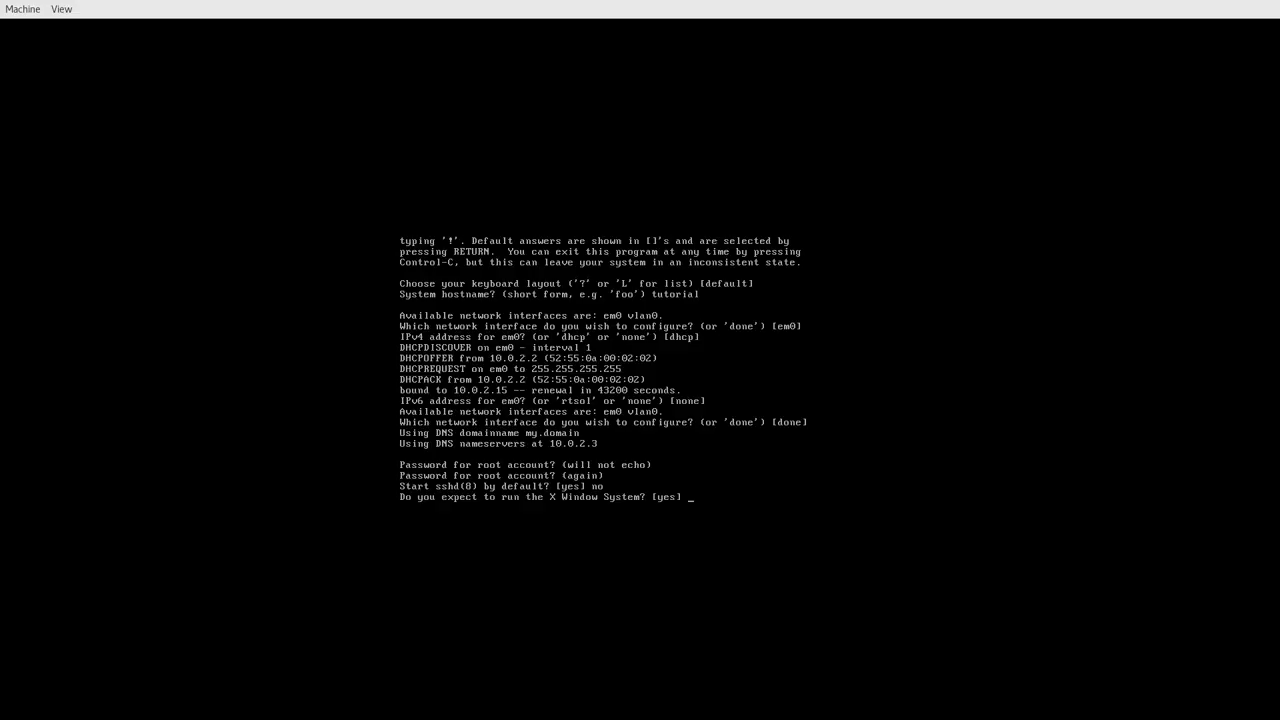 Machine View
typing '!'. Default answers are shown in []'s and are selected by
pressing RETURN.  You can exit this program at any time by pressing
Control-C, but this can leave your system in an inconsistent state.
Choose your keyboard layout ('?' or 'L' for list) [default]
System hostname? (short form, e.g. 'foo') tutorial
Available network interfaces are: em0 vlan0.
Which network interface do you wish to configure? (or 'done') [em0]
IPv4 address for em0? (or 'dhcp' or 'none') [dhcp]
DHCPDISCOVER on em0 - interval 1
DHCPOFFER from 10.0.2.2 (52:55:0a:00:02:02)
DHCPREQUEST on em0 to 255.255.255.255
DHCPACK from 10.0.2.2 (52:55:0a:00:02:02)
bound to 10.0.2.15 -- renewal in 43200 seconds.
IPv6 address for em0? (or 'rtsol' or 'none') [none]
Available network interfaces are: em0 vlan0.
Which network interface do you wish to configure? (or 'done') [done]
Using DNS domainname my.domain
Using DNS nameservers at 10.0.2.3
Password for root account? (will not echo)
Password for root account? (again)
Start sshd(8) by default? [yes] no
Do you expect to run the X Window System? [yes] _